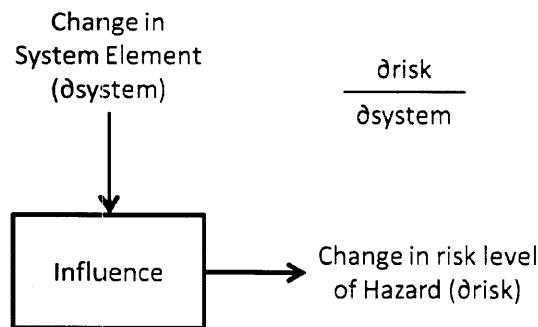 Change in
System Element
(∂system)
∂risk
∂system
Influence
Change in risk level
of Hazard (∂risk)